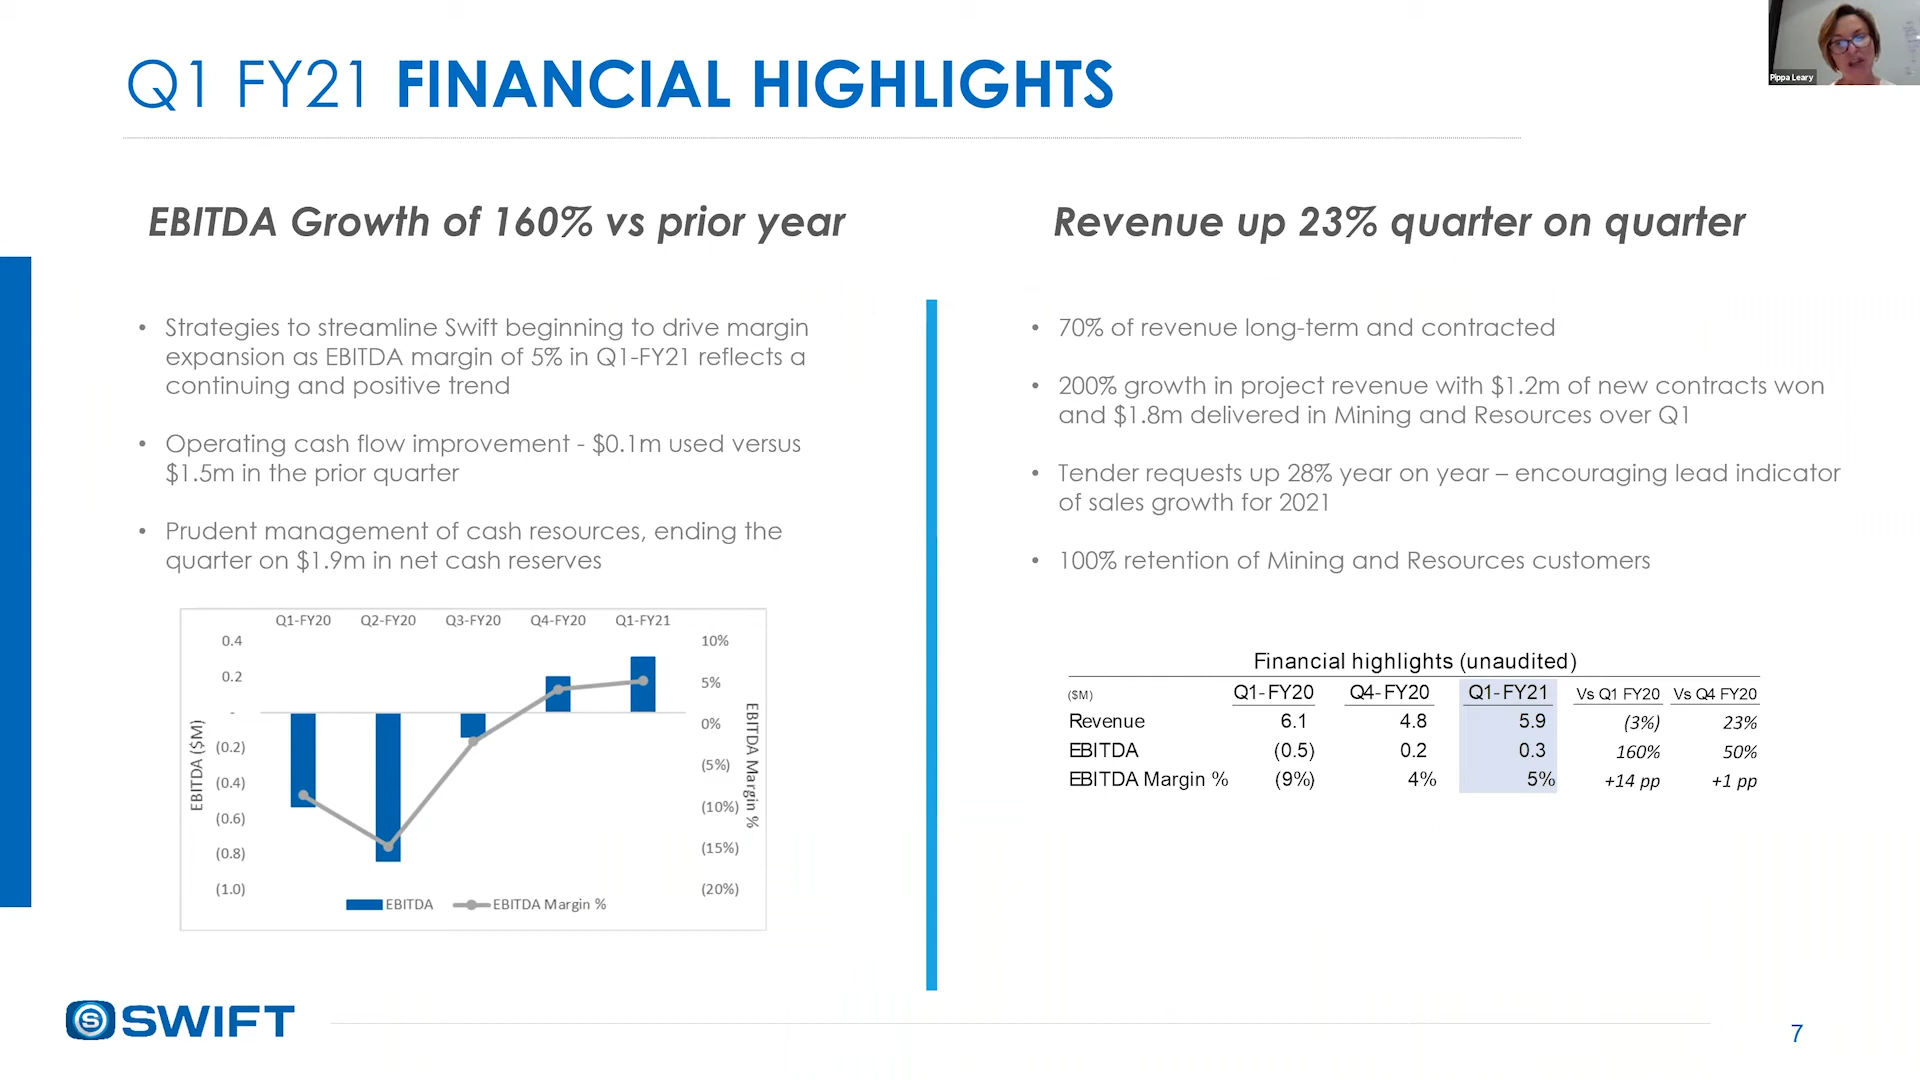 Q1 FY21 FINANCIAL HIGHLIGHTS
Pippa Leary
EBITDA Growth of 160% vs prior year
• Strategies to streamline Swift beginning to drive margin
expansion as EBITDA margin of 5% in Q1-FY21 reflects a
continuing and positive trend
• Operating cash flow improvement - $0.1m used versus
$1.5m in the prior quarter
• Prudent management of cash resources, ending the
quarter on $1.9m in net cash reserves
Q1-FY20 Q2-FY20 Q3-FY20 Q4-FY20 Q1-FY21
0.4 10%
0.2 5%
- 0%
(0.2) (5%)
(0.4) (10%)
(0.6) (15%)
(0.8) (20%)
(1.0)
EBITDA ($M)
EBITDA Margin %
EBITDA EBITDA Margin %
Revenue up 23% quarter on quarter
• 70% of revenue long-term and contracted
• 200% growth in project revenue with $1.2m of new contracts won
and $1.8m delivered in Mining and Resources over Q1
• Tender requests up 28% year on year – encouraging lead indicator
of sales growth for 2021
• 100% retention of Mining and Resources customers
Financial highlights (unaudited)
($M) Q1-FY20 Q4-FY20 Q1-FY21 Vs Q1 FY20 Vs Q4 FY20
Revenue 6.1 4.8 5.9 (3%) 23%
EBITDA (0.5) 0.2 0.3 160% 50%
EBITDA Margin % (9%) 4% 5% +14 pp +1 pp
S SWIFT
7